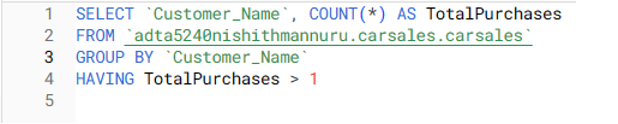 1 SELECT `Customer_Name`, COUNT(*) AS TotalPurchases
2 FROM `adta5240nishithmannuru.carsales.carsales`
3 GROUP BY `Customer_Name`
4 HAVING TotalPurchases > 1
5